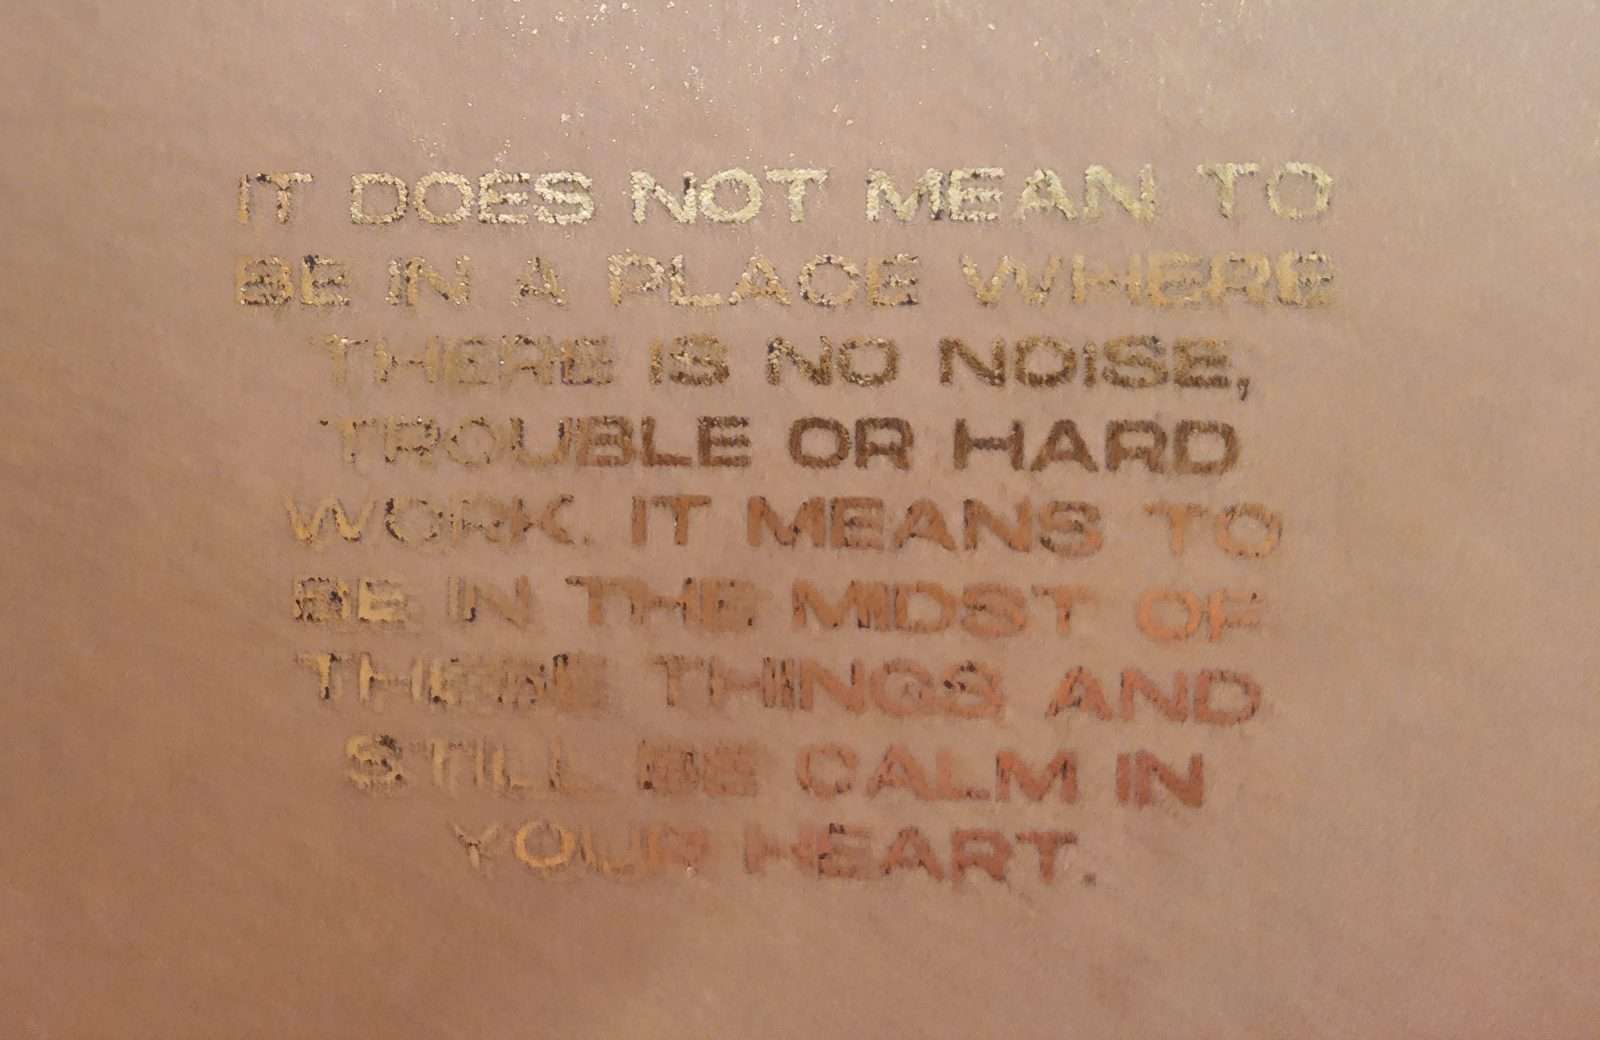 IT DOES NOT MEAN TO
BE IN A PLACE WHERE
THERE IS NO NOISE,
TROUBLE OR HARD
WORK. IT MEANS TO
BE IN THE MIDST OF
THESE THINGS AND
STILL BE CALM IN
YOUR HEART.